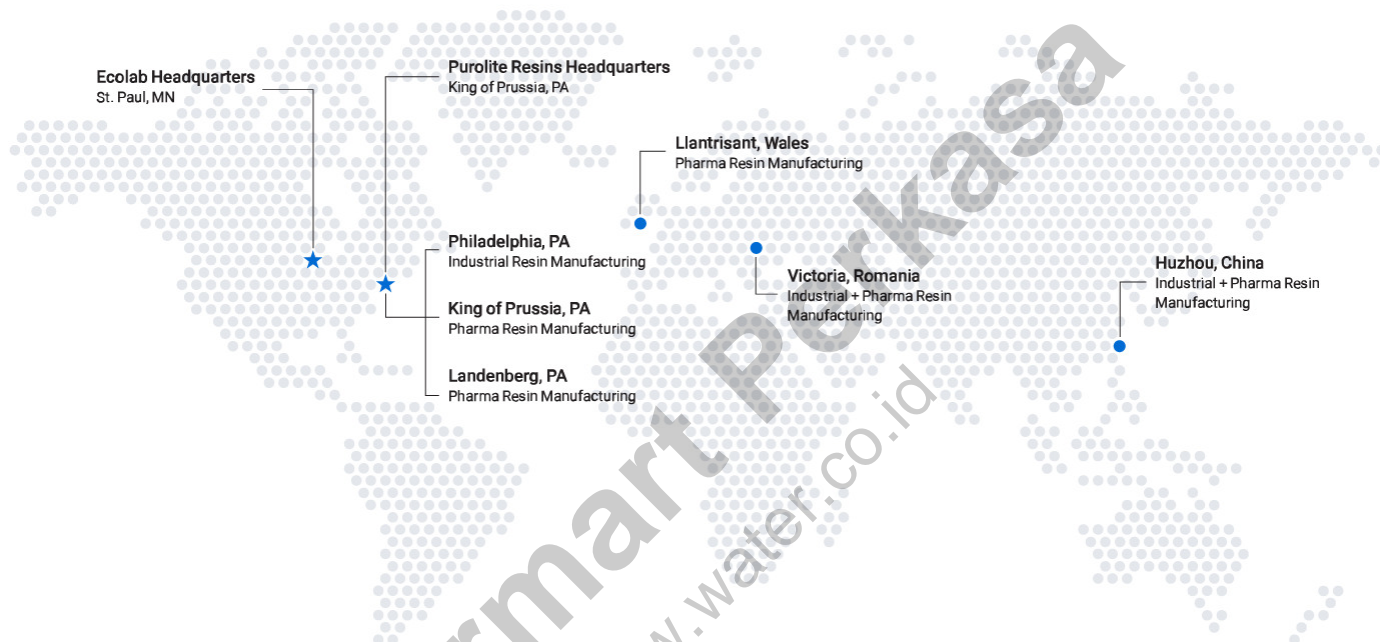 Ecolab Headquarters
St. Paul, MN
Purolite Resins Headquarters
King of Prussia, PA
Llantrisant, Wales
Pharma Resin Manufacturing
Philadelphia, PA
Industrial Resin Manufacturing
King of Prussia, PA
Pharma Resin Manufacturing
Landenberg, PA
Pharma Resin Manufacturing
Victoria, Romania
Industrial + Pharma Resin
Manufacturing
Huzhou, China
Industrial + Pharma Resin
Manufacturing
rmart Perkasa
w.water.co.id